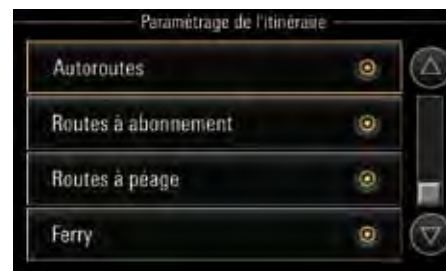 Paramétrage de l'itinéraire
Autoroutes
Routes à abonnement
Routes à péage
Ferry